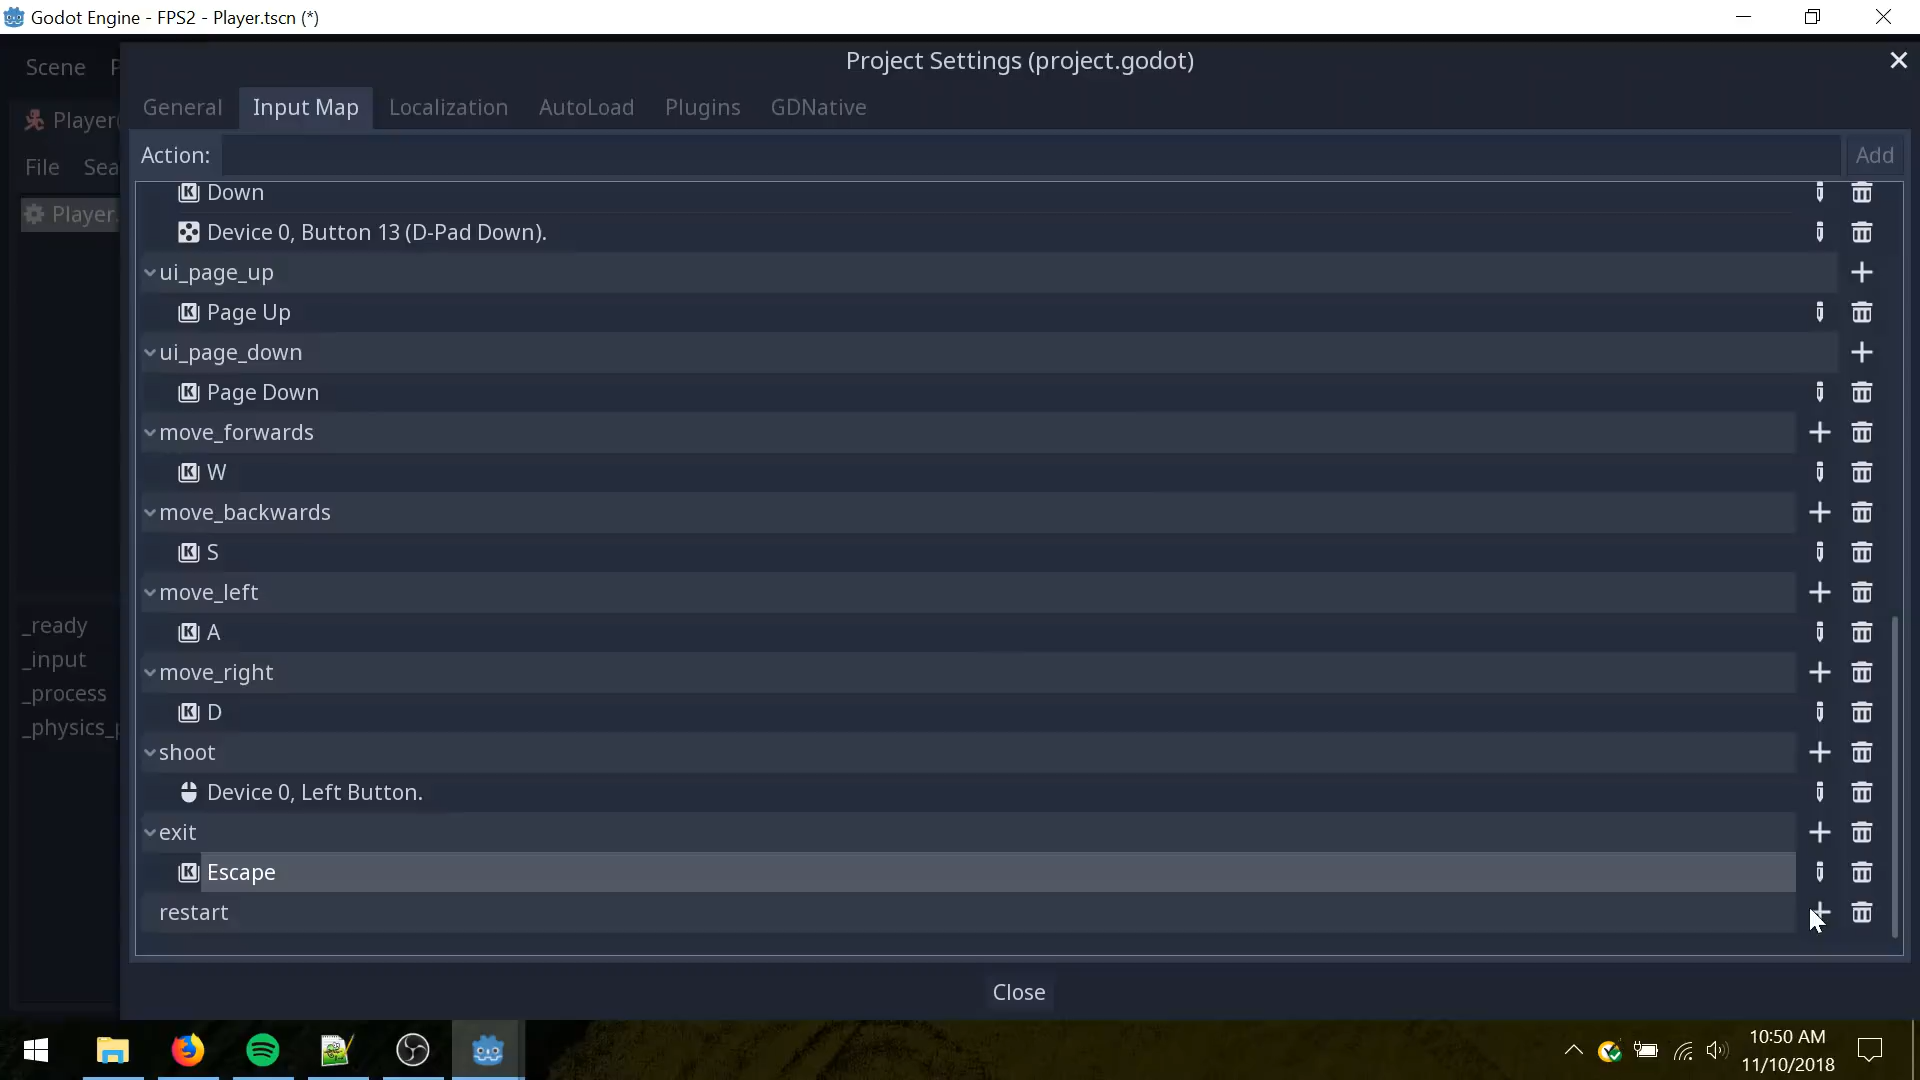 Godot Engine - FPS2 - Player.tscn (*)
Project Settings (project.godot)
Scene
General Input Map Localization AutoLoad Plugins GDNative
Player
Action: Add
File
Down
Player.
Device 0, Button 13 (D-Pad Down).
ui_page_up
Page Up
ui_page_down
Page Down
move_forwards
W
move_backwards
S
move_left
_ready
A
_input
move_right
_process
D
shoot
Device 0, Left Button.
exit
Escape
restart
Close
10:50 AM
11/10/2018